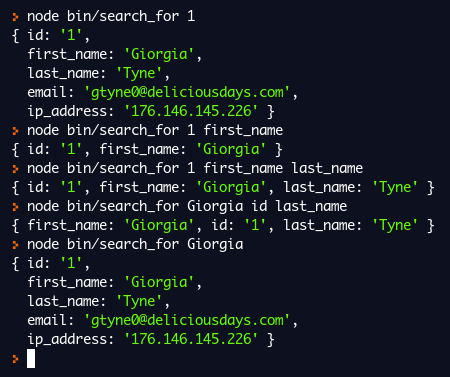 › node bin/search_for 1
{ id: '1',
  first_name: 'Giorgia',
  last_name: 'Tyne',
  email: 'gtyne0@deliciousdays.com',
  ip_address: '176.146.145.226' }
› node bin/search_for 1 first_name
{ id: '1', first_name: 'Giorgia' }
› node bin/search_for 1 first_name last_name
{ id: '1', first_name: 'Giorgia', last_name: 'Tyne' }
› node bin/search_for Giorgia id last_name
{ first_name: 'Giorgia', id: '1', last_name: 'Tyne' }
› node bin/search_for Giorgia
{ id: '1',
  first_name: 'Giorgia',
  last_name: 'Tyne',
  email: 'gtyne0@deliciousdays.com',
  ip_address: '176.146.145.226' }
›